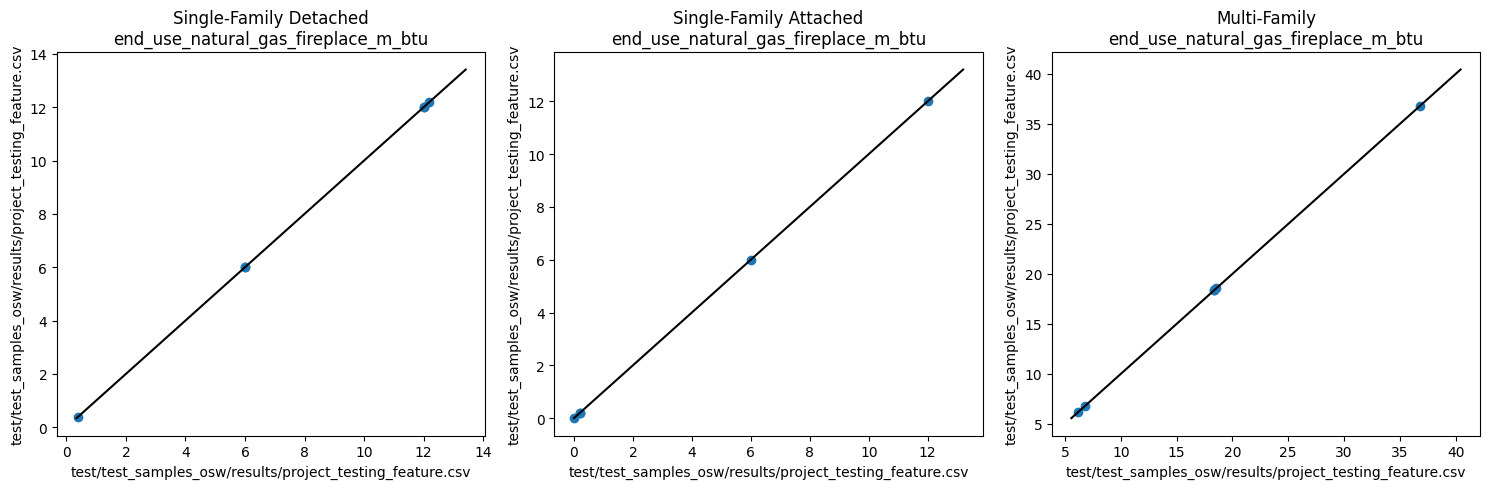 Single-Family Detached
end_use_natural_gas_fireplace_m_btu
test/test_samples_osw/results/project_testing_feature.csv
14
12
10
8
6
4
2
0
0 2 4 6 8 10 12 14
test/test_samples_osw/results/project_testing_feature.csv
Single-Family Attached
end_use_natural_gas_fireplace_m_btu
test/test_samples_osw/results/project_testing_feature.csv
12
10
8
6
4
2
0
0 2 4 6 8 10 12
test/test_samples_osw/results/project_testing_feature.csv
Multi-Family
end_use_natural_gas_fireplace_m_btu
test/test_samples_osw/results/project_testing_feature.csv
40
35
30
25
20
15
10
5
5 10 15 20 25 30 35 40
test/test_samples_osw/results/project_testing_feature.csv